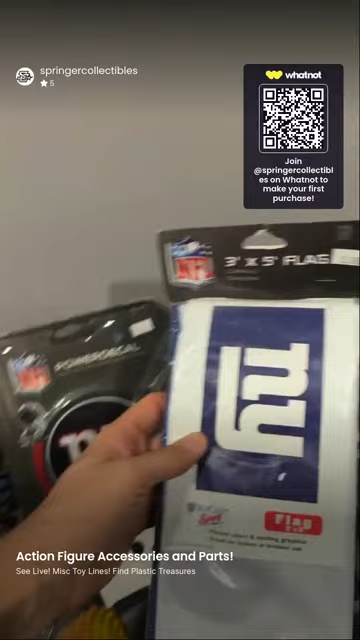 springercollectibles
5
whatnot
Join
@springercollectibl
es on Whatnot to
make your first
purchase!
NFL
3' x 5' FLAG
NFL
POWERDECAL
ny
Flag
Action Figure Accessories and Parts!
See Live! Misc Toy Lines! Find Plastic Treasures